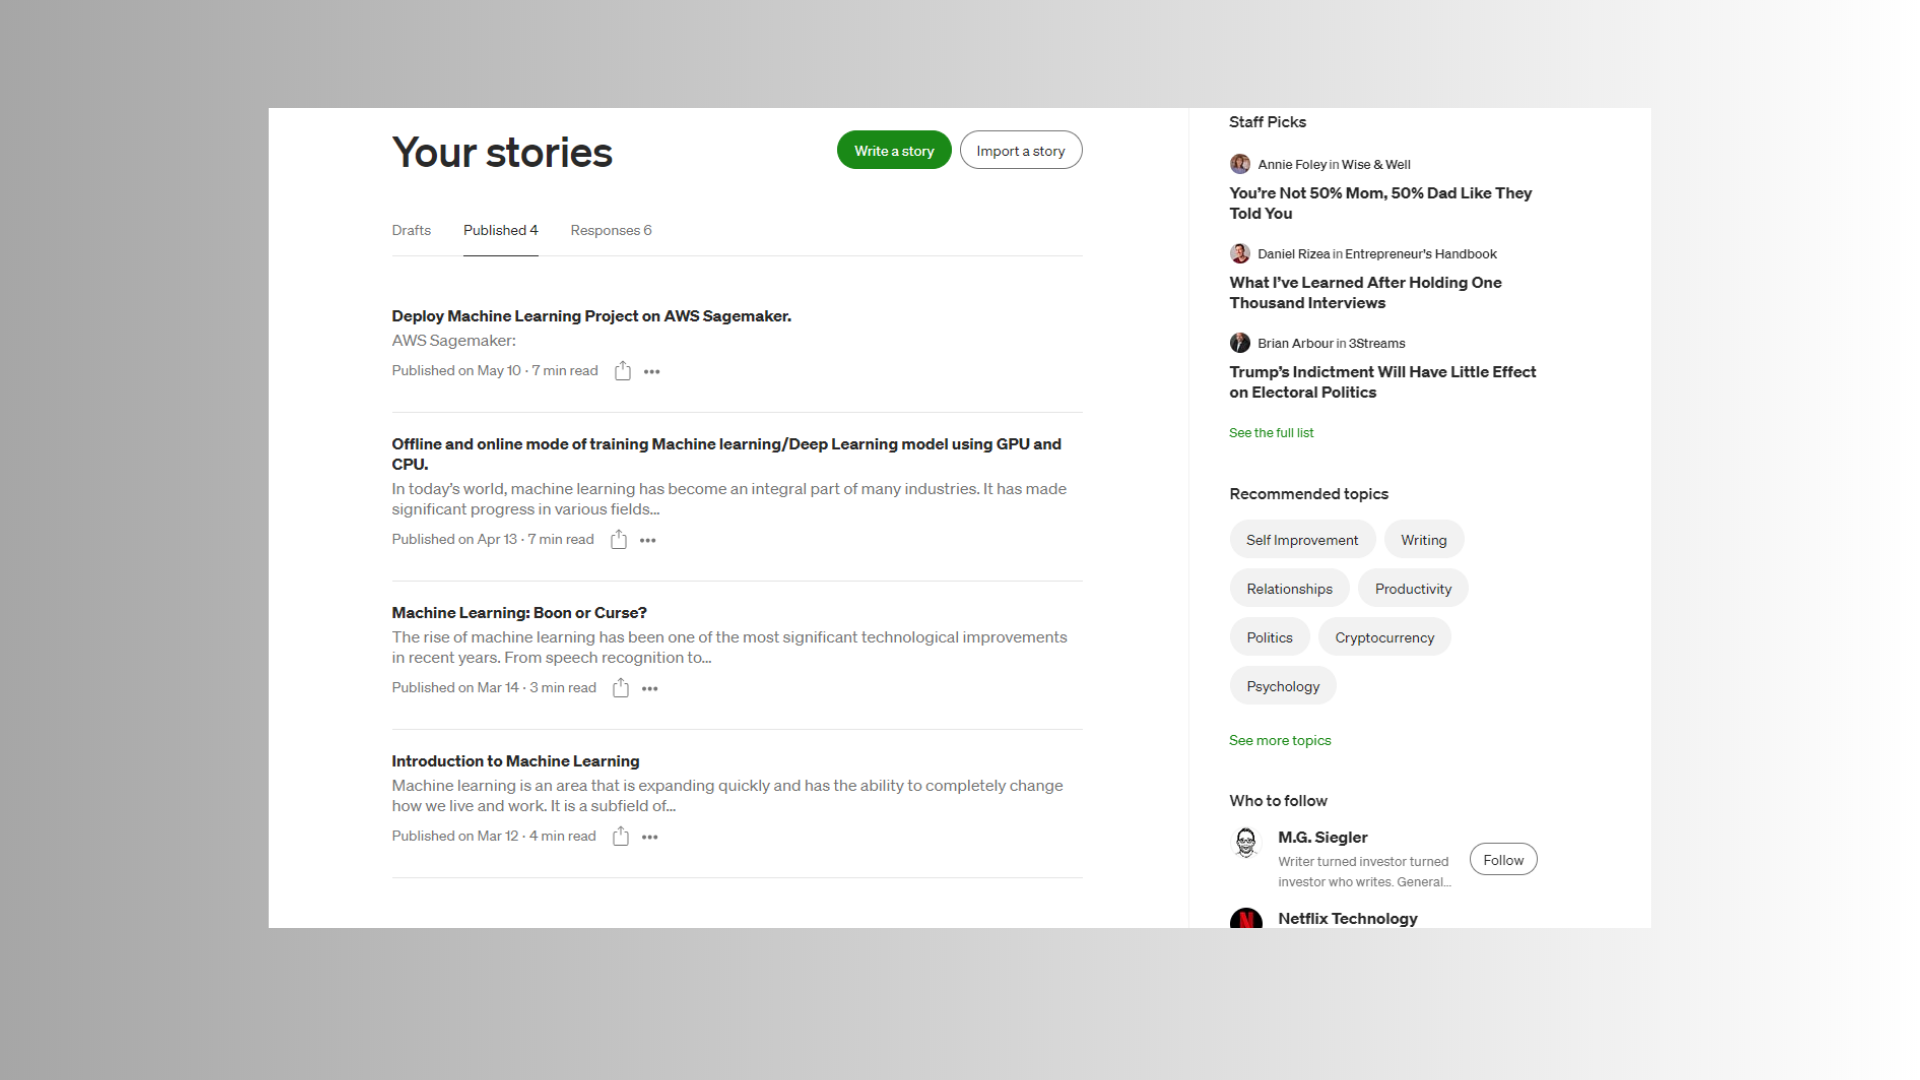 Your stories
Write a story
Import a story
Drafts
Published 4
Responses 6
Deploy Machine Learning Project on AWS Sagemaker.
AWS Sagemaker:
Published on May 10 · 7 min read
Offline and online mode of training Machine learning/Deep Learning model using GPU and
CPU.
In today’s world, machine learning has become an integral part of many industries. It has made
significant progress in various fields…
Published on Apr 13 · 7 min read
Machine Learning: Boon or Curse?
The rise of machine learning has been one of the most significant technological improvements
in recent years. From speech recognition to…
Published on Mar 14 · 3 min read
Introduction to Machine Learning
Machine learning is an area that is expanding quickly and has the ability to completely change
how we live and work. It is a subfield of…
Published on Mar 12 · 4 min read
Staff Picks
Annie Foley in Wise & Well
You’re Not 50% Mom, 50% Dad Like They
Told You
Daniel Rizea in Entrepreneur's Handbook
What I’ve Learned After Holding One
Thousand Interviews
Brian Arbour in 3Streams
Trump’s Indictment Will Have Little Effect
on Electoral Politics
See the full list
Recommended topics
Self Improvement
Writing
Relationships
Productivity
Politics
Cryptocurrency
Psychology
See more topics
Who to follow
M.G. Siegler
Writer turned investor turned
investor who writes. General…
Follow
Netflix Technology